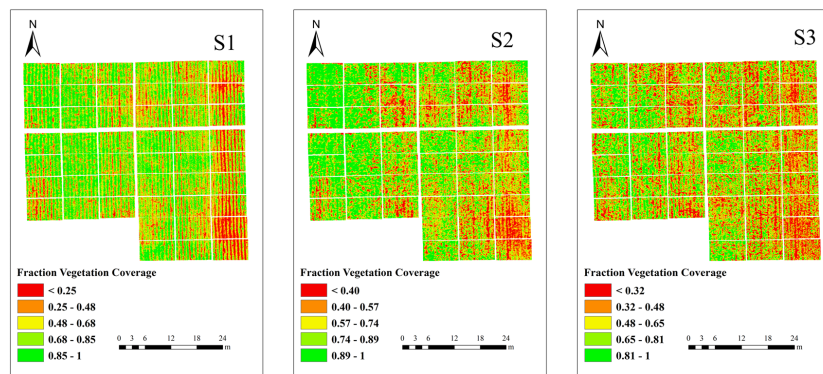 N
S1
Fraction Vegetation Coverage
< 0.25
0.25 - 0.48
0.48 - 0.68
0.68 - 0.85
0.85 - 1
0 3 6 12 18 24
m
N
S2
Fraction Vegetation Coverage
< 0.40
0.40 - 0.57
0.57 - 0.74
0.74 - 0.89
0.89 - 1
0 3 6 12 18 24
m
N
S3
Fraction Vegetation Coverage
< 0.32
0.32 - 0.48
0.48 - 0.65
0.65 - 0.81
0.81 - 1
0 3 6 12 18 24
m